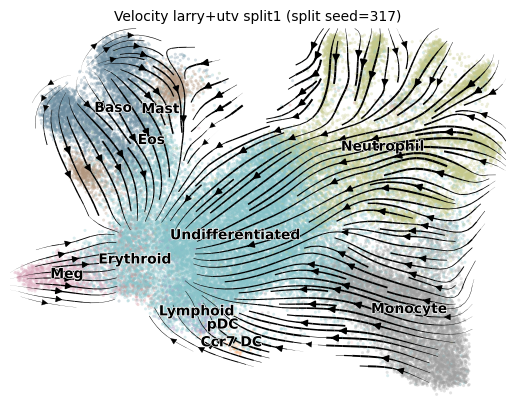 Velocity larry+utv split1 (split seed=317)
Baso
Mast
Eos
Neutrophil
Undifferentiated
Erythroid
Meg
Lymphoid
Monocyte
pDC
Ccr7 DC